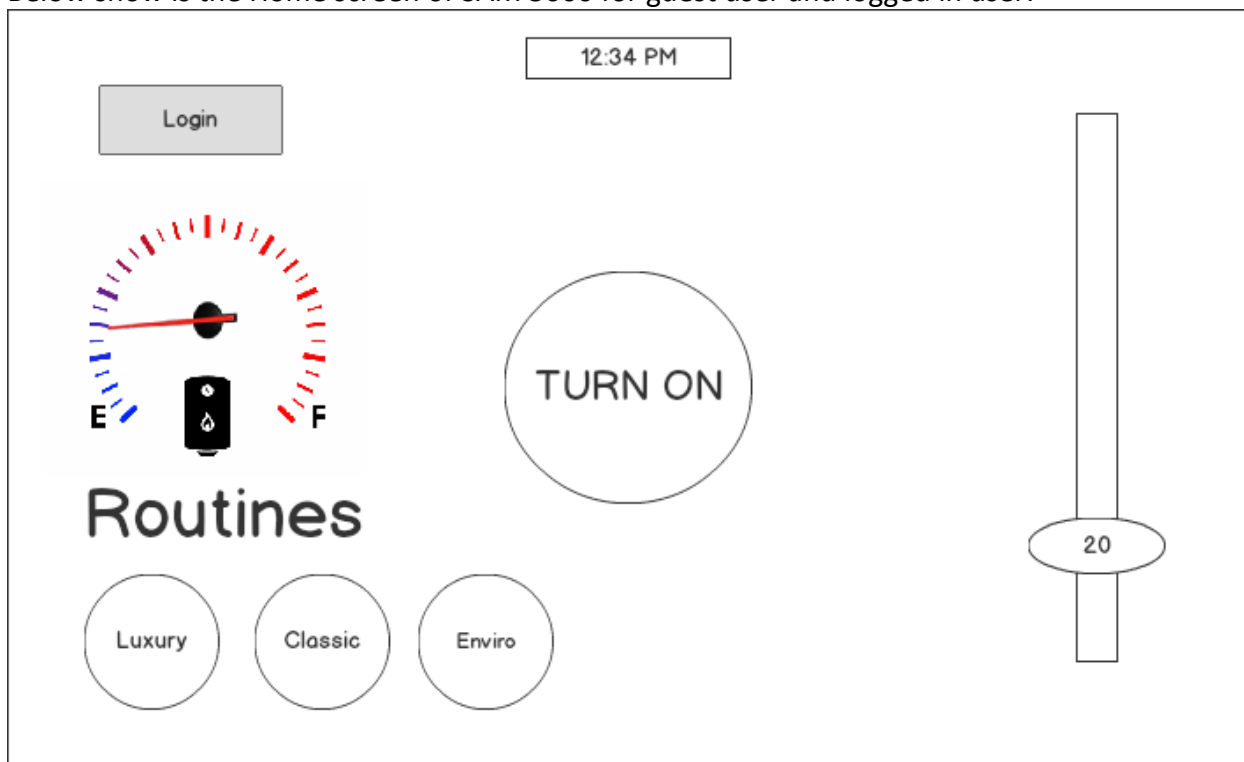 12:34 PM
Login
E F
TURN ON
Routines
20
Luxury Classic Enviro